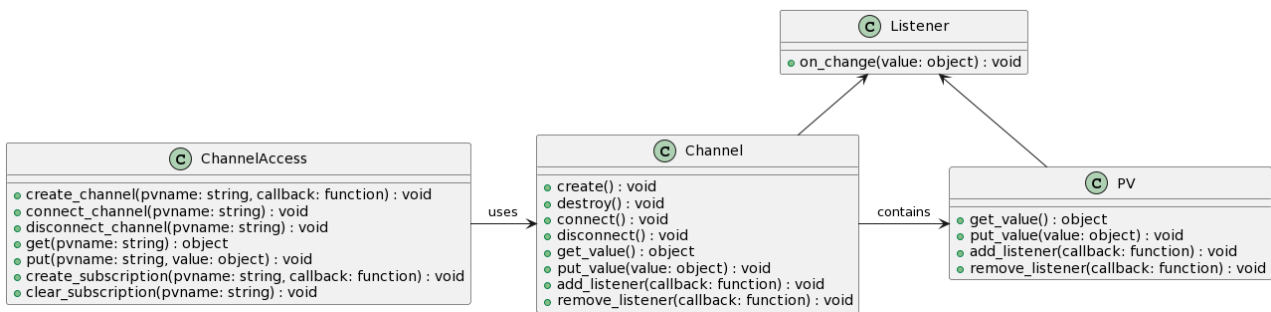 C Listener
on_change(value: object) : void
C ChannelAccess
create_channel(pvname: string, callback: function) : void
connect_channel(pvname: string) : void
disconnect_channel(pvname: string) : void
get(pvname: string) : object
put(pvname: string, value: object) : void
create_subscription(pvname: string, callback: function) : void
clear_subscription(pvname: string) : void
uses
C Channel
create() : void
destroy() : void
connect() : void
disconnect() : void
get_value() : object
put_value(value: object) : void
add_listener(callback: function) : void
remove_listener(callback: function) : void
contains
C PV
get_value() : object
put_value(value: object) : void
add_listener(callback: function) : void
remove_listener(callback: function) : void